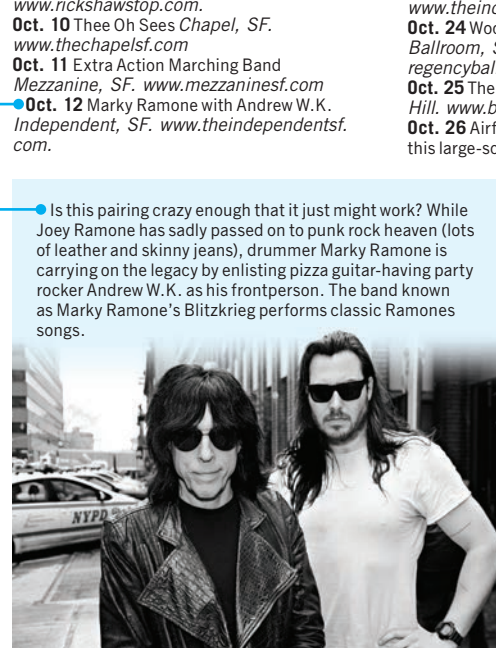 www.rickshawstop.com.
Oct. 10 Thee Oh Sees Chapel, SF.
www.thechapelsf.com
Oct. 11 Extra Action Marching Band
Mezzanine, SF. www.mezzaninesf.com
Oct. 12 Marky Ramone with Andrew W.K.
Independent, SF. www.theindependentsf.
com.
Is this pairing crazy enough that it just might work? While
Joey Ramone has sadly passed on to punk rock heaven (lots
of leather and skinny jeans), drummer Marky Ramone is
carrying on the legacy by enlisting pizza guitar-having party
rocker Andrew W.K. as his frontperson. The band known
as Marky Ramone's Blitzkrieg performs classic Ramones
songs.
NYPD
Oct. 24
Ballroom,
Oct. 25 The
Hill.
Oct. 26
this